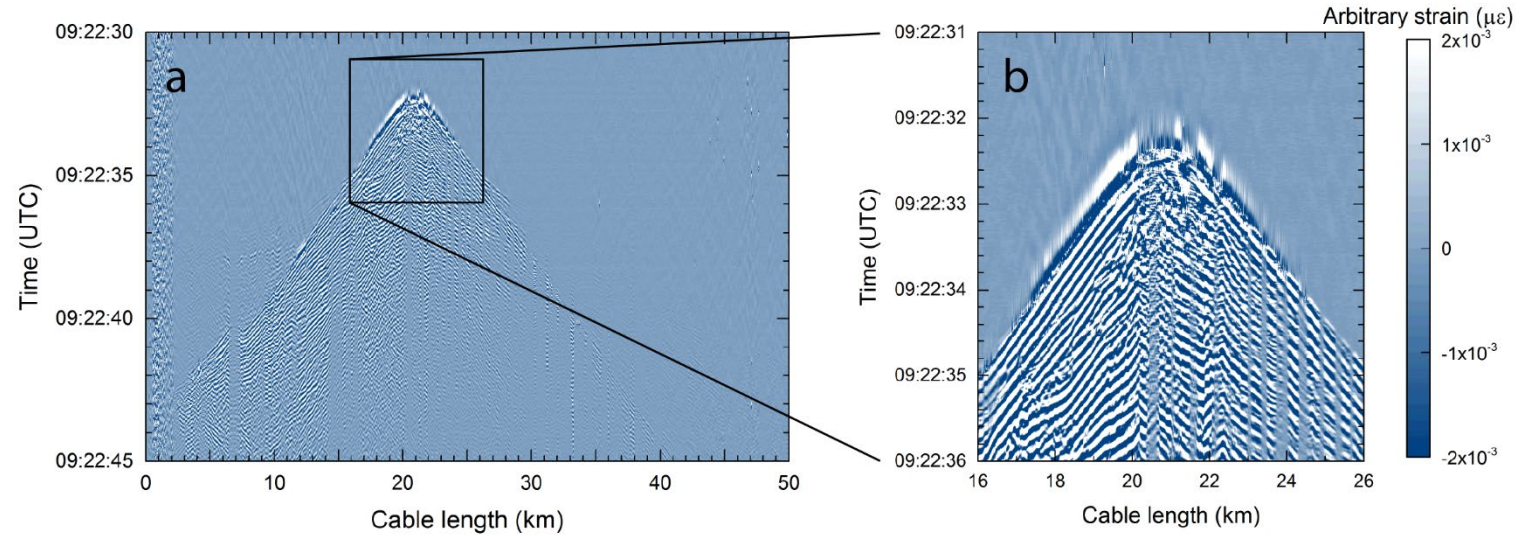 a
09:22:30
09:22:35
09:22:40
09:22:45
Time (UTC)
0
10
20
30
40
50
Cable length (km)
b
09:22:31
09:22:32
09:22:33
09:22:34
09:22:35
09:22:36
Time (UTC)
16
18
20
22
24
26
Cable length (km)
Arbitrary strain (με)
2x10⁻³
1x10⁻³
0
-1x10⁻³
-2x10⁻³